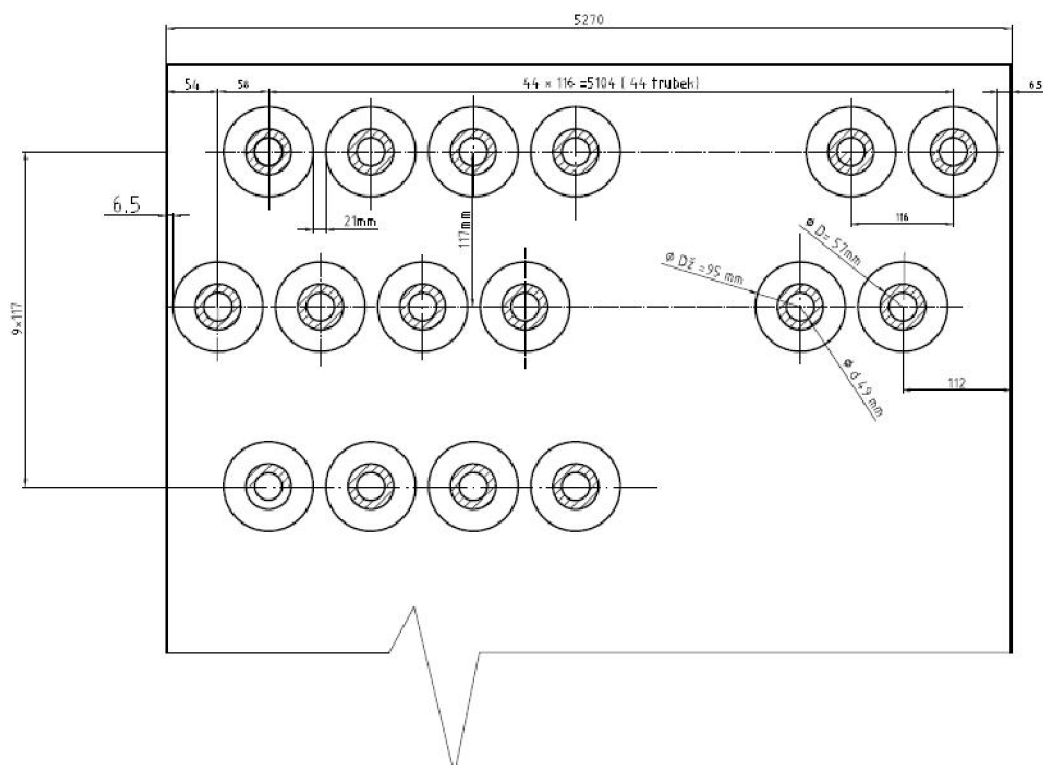 5270
54
58
44 × 116 =5104 ( 44 trubek)
6.5
6.5
21mm
117mm
116
ø D= 57mm
ø Dž =95 mm
9×117
ø d 49 mm
112